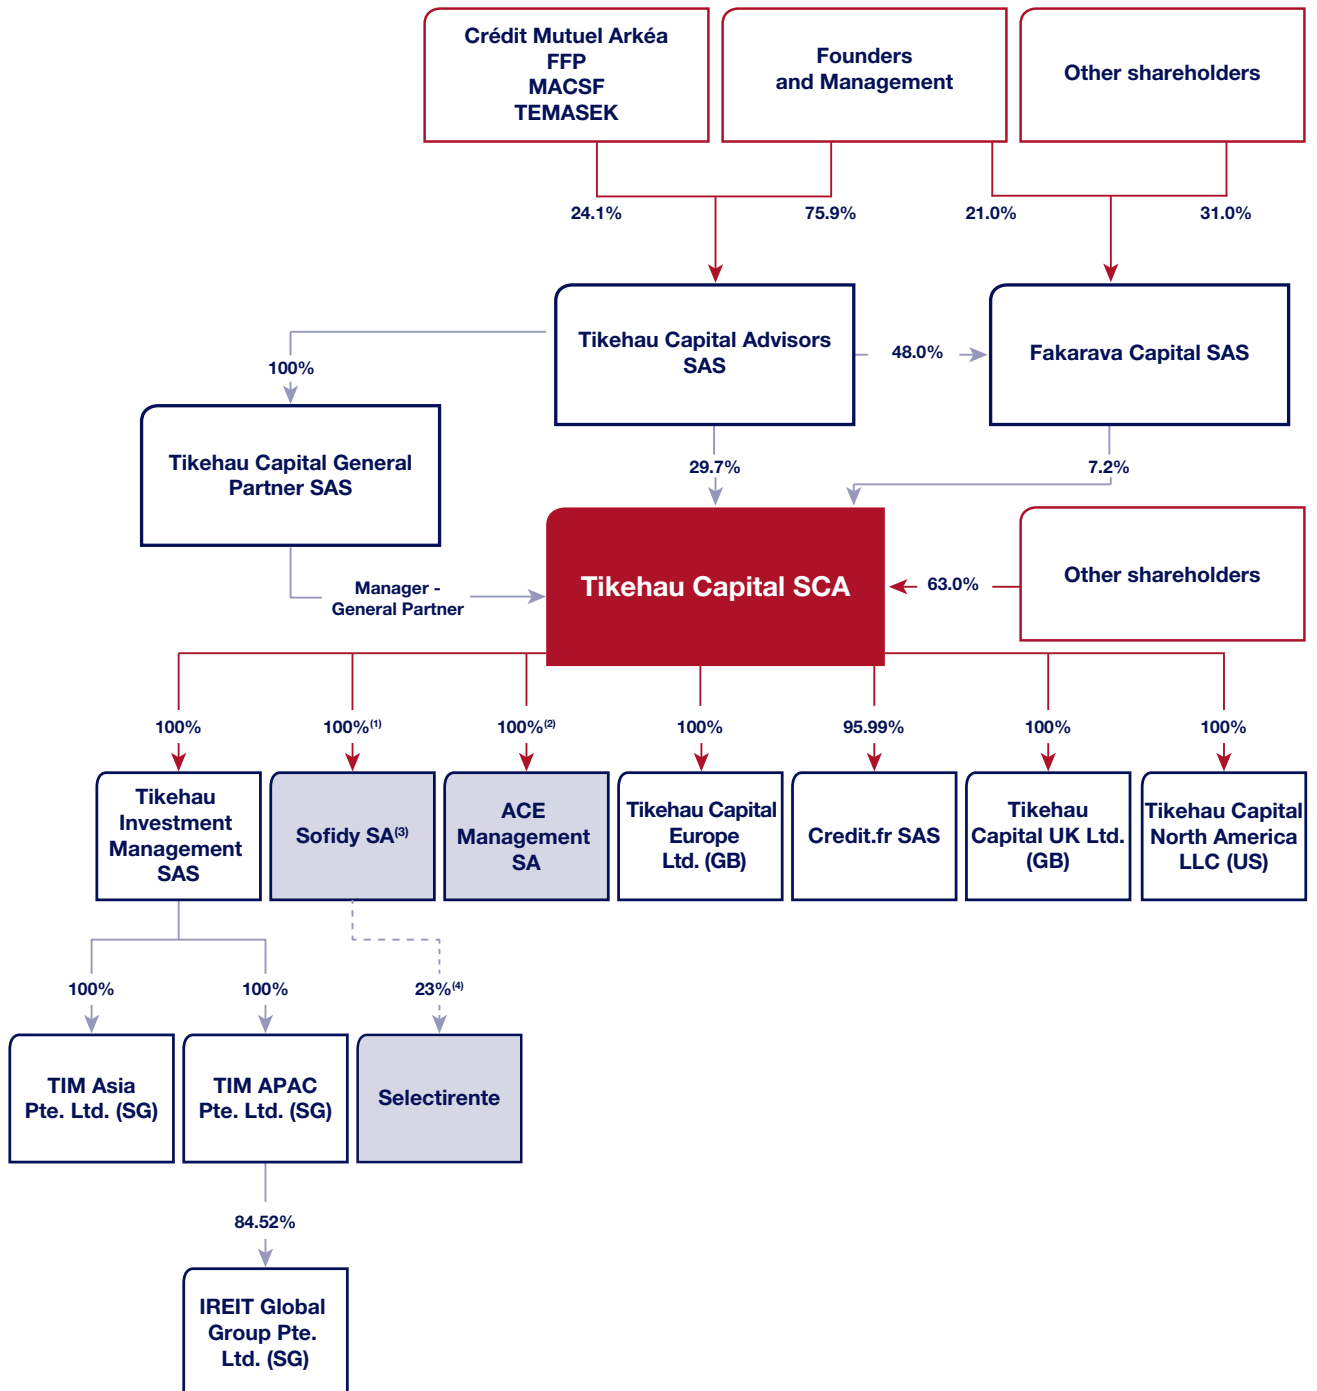 Crédit Mutuel Arkéa
FFP
MACSF
TEMASEK
Founders
and Management
Other shareholders
24.1%
75.9%
21.0%
31.0%
Tikehau Capital Advisors
SAS
48.0%
Fakarava Capital SAS
100%
Tikehau Capital General
Partner SAS
29.7%
7.2%
Manager -
General Partner
Tikehau Capital SCA
63.0%
Other shareholders
100%
100%(1)
100%(2)
100%
95.99%
100%
100%
Tikehau
Investment
Management
SAS
Sofidy SA(3)
ACE
Management
SA
Tikehau Capital
Europe
Ltd. (GB)
Credit.fr SAS
Tikehau
Capital UK Ltd.
(GB)
Tikehau Capital
North America
LLC (US)
100%
100%
23%(4)
TIM Asia
Pte. Ltd. (SG)
TIM APAC
Pte. Ltd. (SG)
Selectirente
84.52%
IREIT Global
Group Pte.
Ltd. (SG)